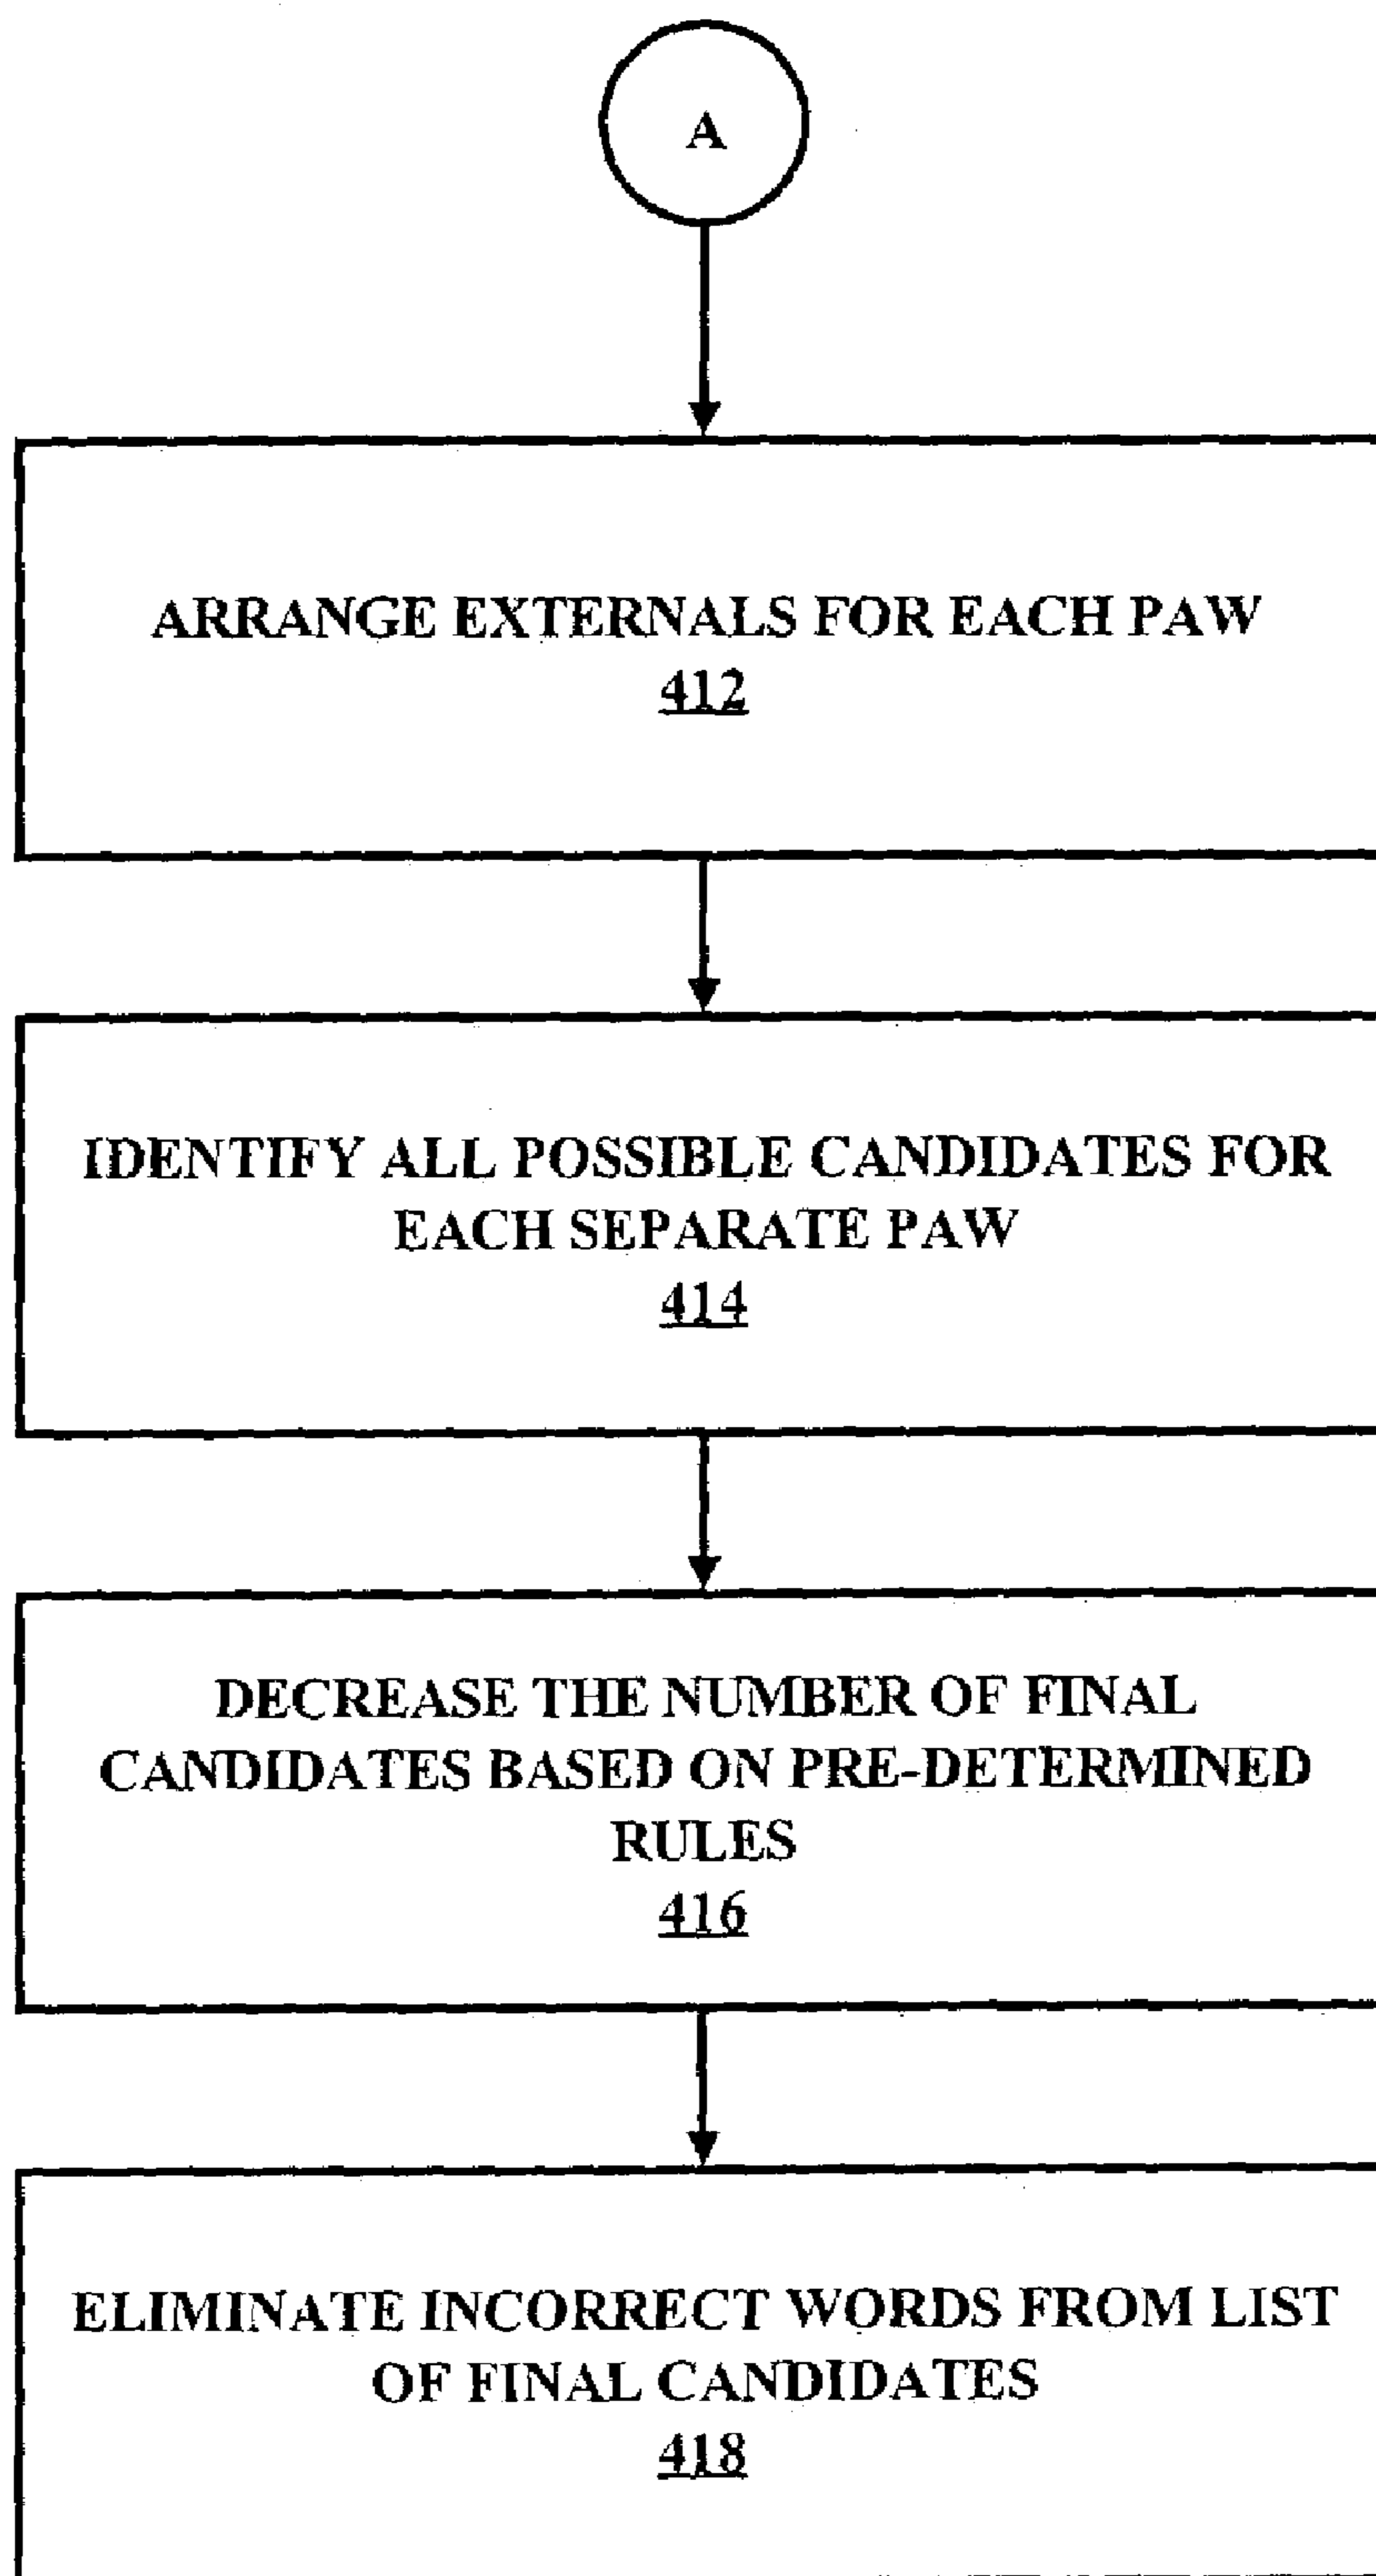 A
ARRANGE EXTERNALS FOR EACH PAW
412
IDENTIFY ALL POSSIBLE CANDIDATES FOR
EACH SEPARATE PAW
414
DECREASE THE NUMBER OF FINAL
CANDIDATES BASED ON PRE-DETERMINED
RULES
416
ELIMINATE INCORRECT WORDS FROM LIST
OF FINAL CANDIDATES
418